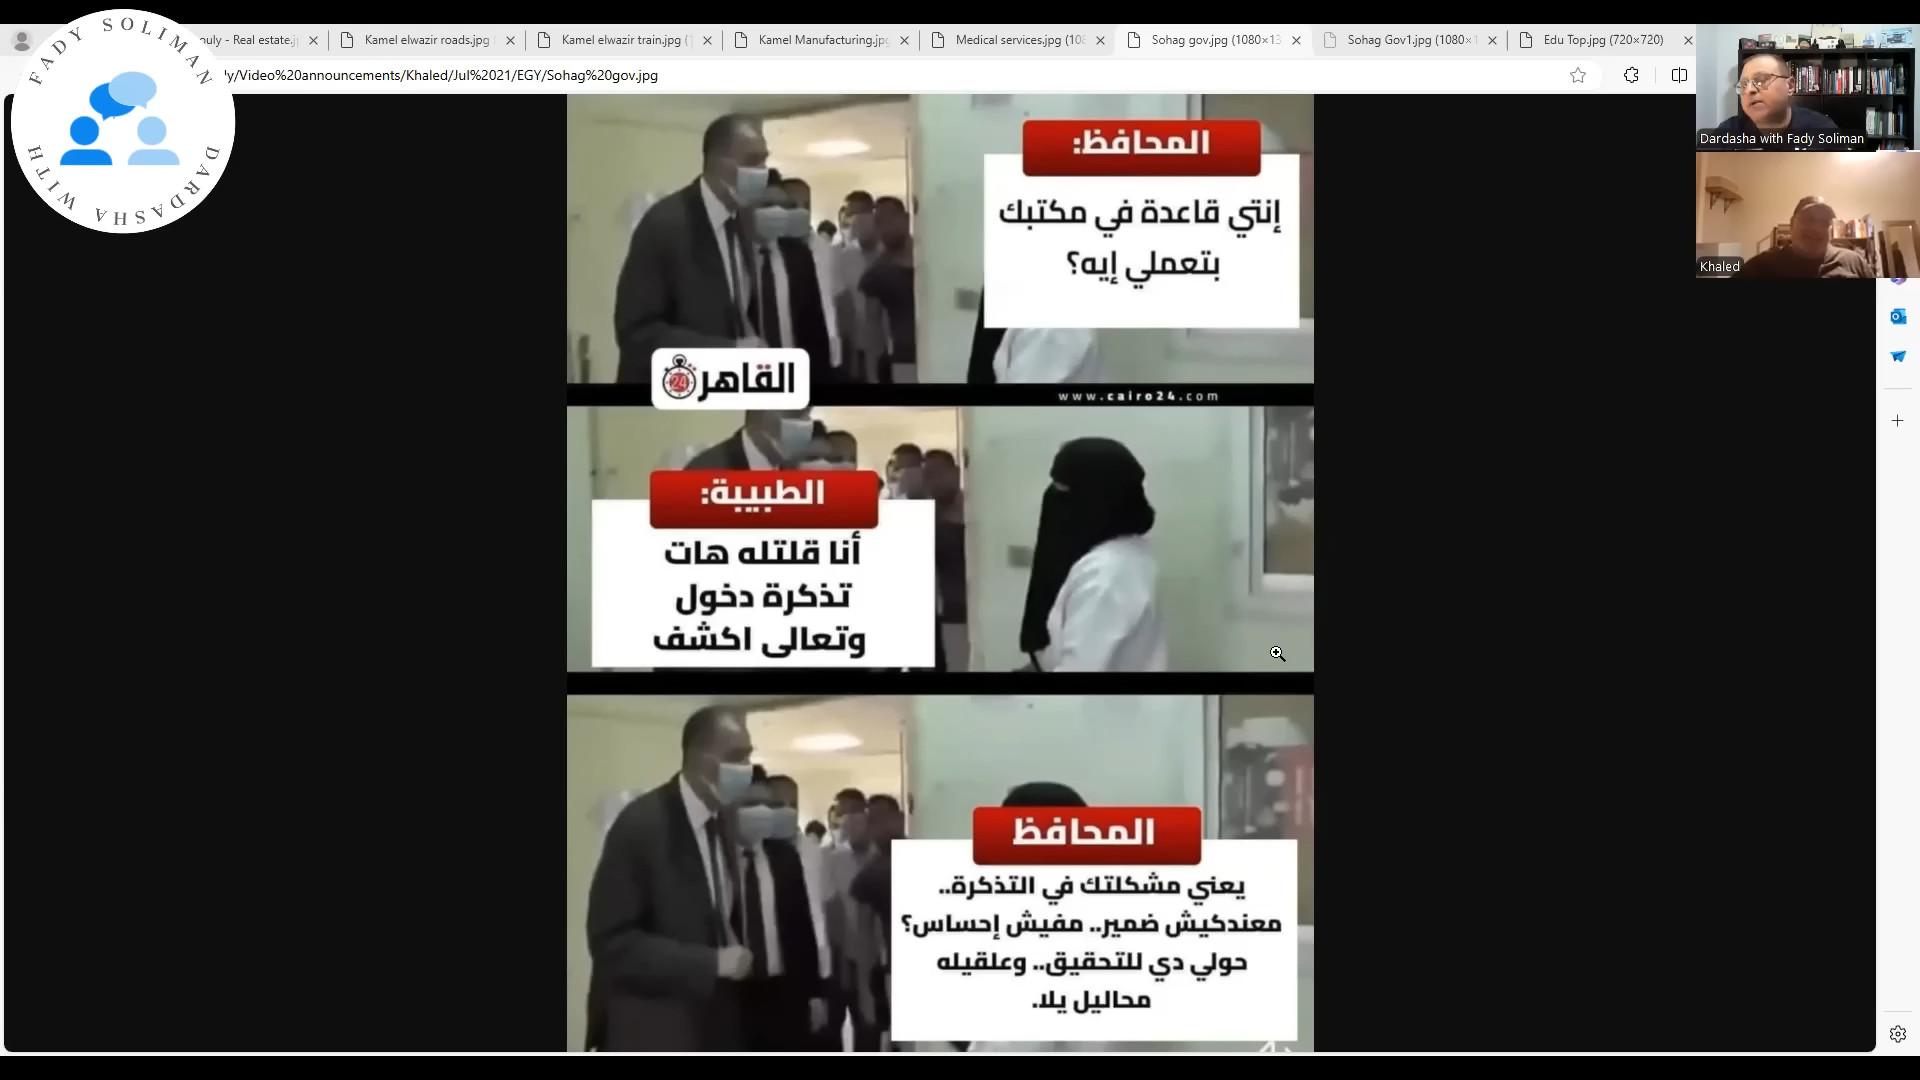 FADY SOLIMAN
DARDASHA WITH
ouly - Real estate.j
Kamel elwazir roads.jpg
Kamel elwazir train.jpg (
Kamel Manufacturing.jpg
Medical services.jpg (108
Sohag gov.jpg (1080×13
Sohag Gov1.jpg (1080×1
Edu Top.jpg (720×720)
ly/Video%20announcements/Khaled/Jul%2021/EGY/Sohag%20gov.jpg
Dardasha with Fady Soliman
Khaled
المحافظ:
إنتي قاعدة في مكتبك
بتعملي إيه؟
القاهر 24
www.cairo24.com
الطبيبة:
أنا قلتله هات
تذكرة دخول
وتعالى اكشف
المحافظ
يعني مشكلتك في التذكرة..
معندكيش ضمير.. مفيش إحساس؟
حولي دي للتحقيق.. وعلقيله
محاليل يلا.